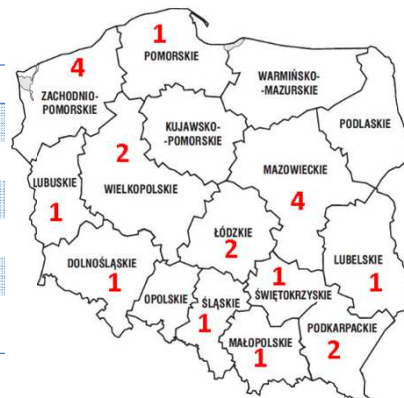 1
POMORSKIE
4
ZACHODNIO-
POMORSKIE
WARMIŃSKO-
-MAZURSKIE
KUJAWSKO-
-POMORSKIE
PODLASKIE
2
WIELKOPOLSKIE
LUBUSKIE
1
MAZOWIECKIE
4
ŁÓDZKIE
2
DOLNOŚLĄSKIE
1
LUBELSKIE
1
OPOLSKIE
ŚLĄSKIE
1
1
ŚWIĘTOKRZYSKIE
MAŁOPOLSKIE
1
PODKARPACKIE
2